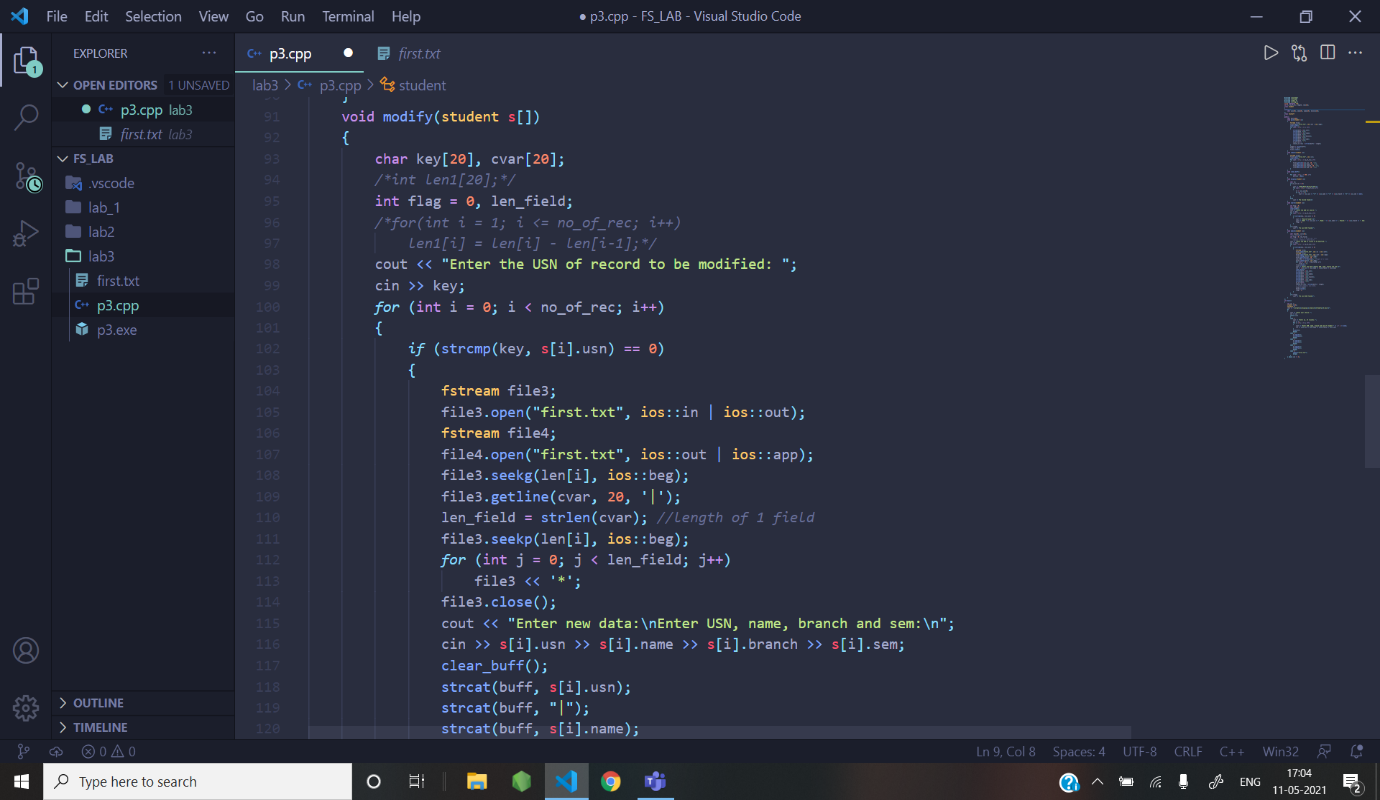 File Edit Selection View Go Run Terminal Help
● p3.cpp - FS_LAB - Visual Studio Code
EXPLORER
OPEN EDITORS 1 UNSAVED
p3.cpp lab3
first.txt lab3
FS_LAB
.vscode
lab_1
lab2
lab3
first.txt
p3.cpp
p3.exe
OUTLINE
TIMELINE
p3.cpp
first.txt
lab3 > p3.cpp > student
91 void modify(student s[])
92 {
93 char key[20], cvar[20];
94 /*int len1[20];*/
95 int flag = 0, len_field;
96 /*for(int i = 1; i <= no_of_rec; i++)
97 len1[i] = len[i] - len[i-1];*/
98 cout << "Enter the USN of record to be modified: ";
99 cin >> key;
100 for (int i = 0; i < no_of_rec; i++)
101 {
102 if (strcmp(key, s[i].usn) == 0)
103 {
104 fstream file3;
105 file3.open("first.txt", ios::in | ios::out);
106 fstream file4;
107 file4.open("first.txt", ios::out | ios::app);
108 file3.seekg(len[i], ios::beg);
109 file3.getline(cvar, 20, '|');
110 len_field = strlen(cvar); //length of 1 field
111 file3.seekp(len[i], ios::beg);
112 for (int j = 0; j < len_field; j++)
113 file3 << '*';
114 file3.close();
115 cout << "Enter new data:\nEnter USN, name, branch and sem:\n";
116 cin >> s[i].usn >> s[i].name >> s[i].branch >> s[i].sem;
117 clear_buff();
118 strcat(buff, s[i].usn);
119 strcat(buff, "|");
120 strcat(buff, s[i].name);
0 0
Ln 9, Col 8 Spaces: 4 UTF-8 CRLF C++ Win32
Type here to search
ENG
17:04
11-05-2021
2